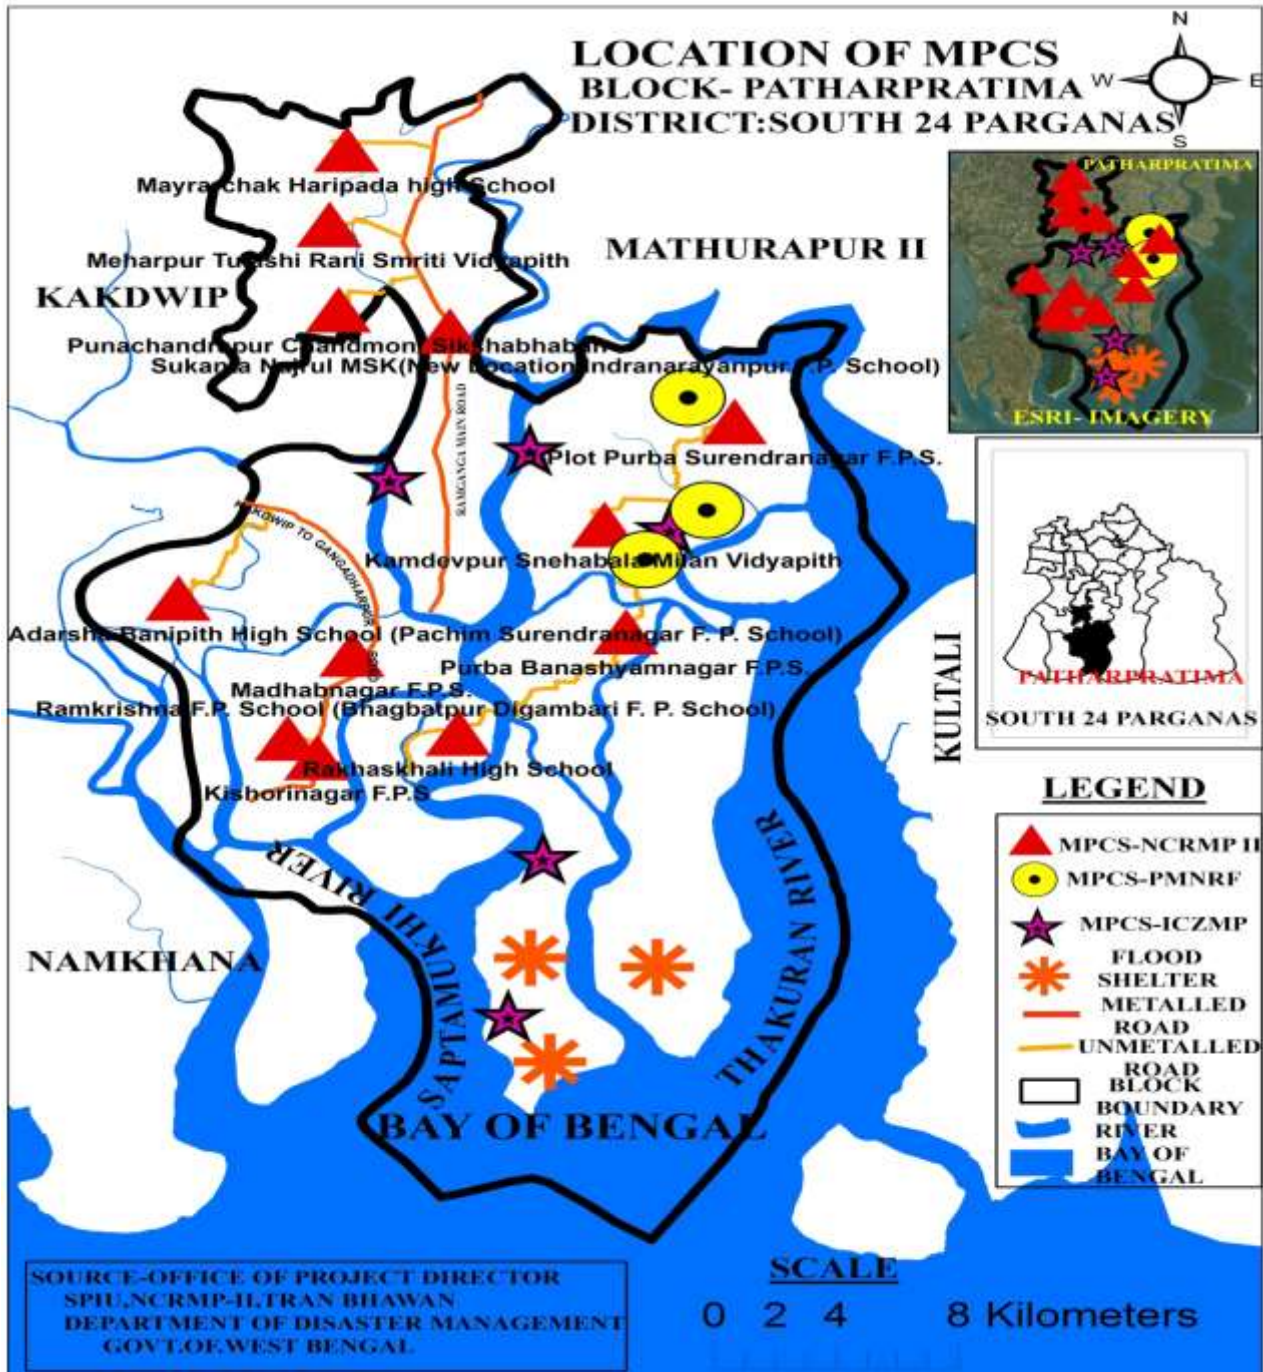 LOCATION OF MPCS
BLOCK- PATHARPRATIMA
DISTRICT:SOUTH 24 PARGANAS
N
W
E
S
PATHARPRATIMA
ESRI- IMAGERY
Mayra chak Haripada high School
MATHURAPUR II
Meharpur Tulashi Rani Smriti Vidyapith
KAKDWIP
Punachandrapur Chandmoni Sikshabhaban
Sukanta Najrul MSK(New Location Indranarayanpur F.P. School)
RAMGANGA MAIN ROAD
Plot Purba Surendranagar F.P.S.
KAKDWIP TO GANGADHARPUR ROAD
Kamdevpur Snehabala Milan Vidyapith
Adarsha Banipith High School (Pachim Surendranagar F. P. School)
Purba Banashyamnagar F.P.S.
Madhabnagar F.P.S.
Ramkrishna F.P. School (Bhagbatpur Digambari F. P. School)
Rakhaskhali High School
Kishorinagar F.P.S
KULTALI
PATHARPRATIMA
SOUTH 24 PARGANAS
SAPTAMUKHI RIVER
THAKURAN RIVER
NAMKHANA
BAY OF BENGAL
LEGEND
MPCS-NCRMP II
MPCS-PMNRF
MPCS-ICZMP
FLOOD
SHELTER
METALLED
ROAD
UNMETALLED
ROAD
BLOCK
BOUNDARY
RIVER
BAY OF
BENGAL
SOURCE-OFFICE OF PROJECT DIRECTOR
SPIU,NCRMP-II,TRAN BHAWAN
DEPARTMENT OF DISASTER MANAGEMENT
GOVT.OF.WEST BENGAL
SCALE
0 2 4 8 Kilometers